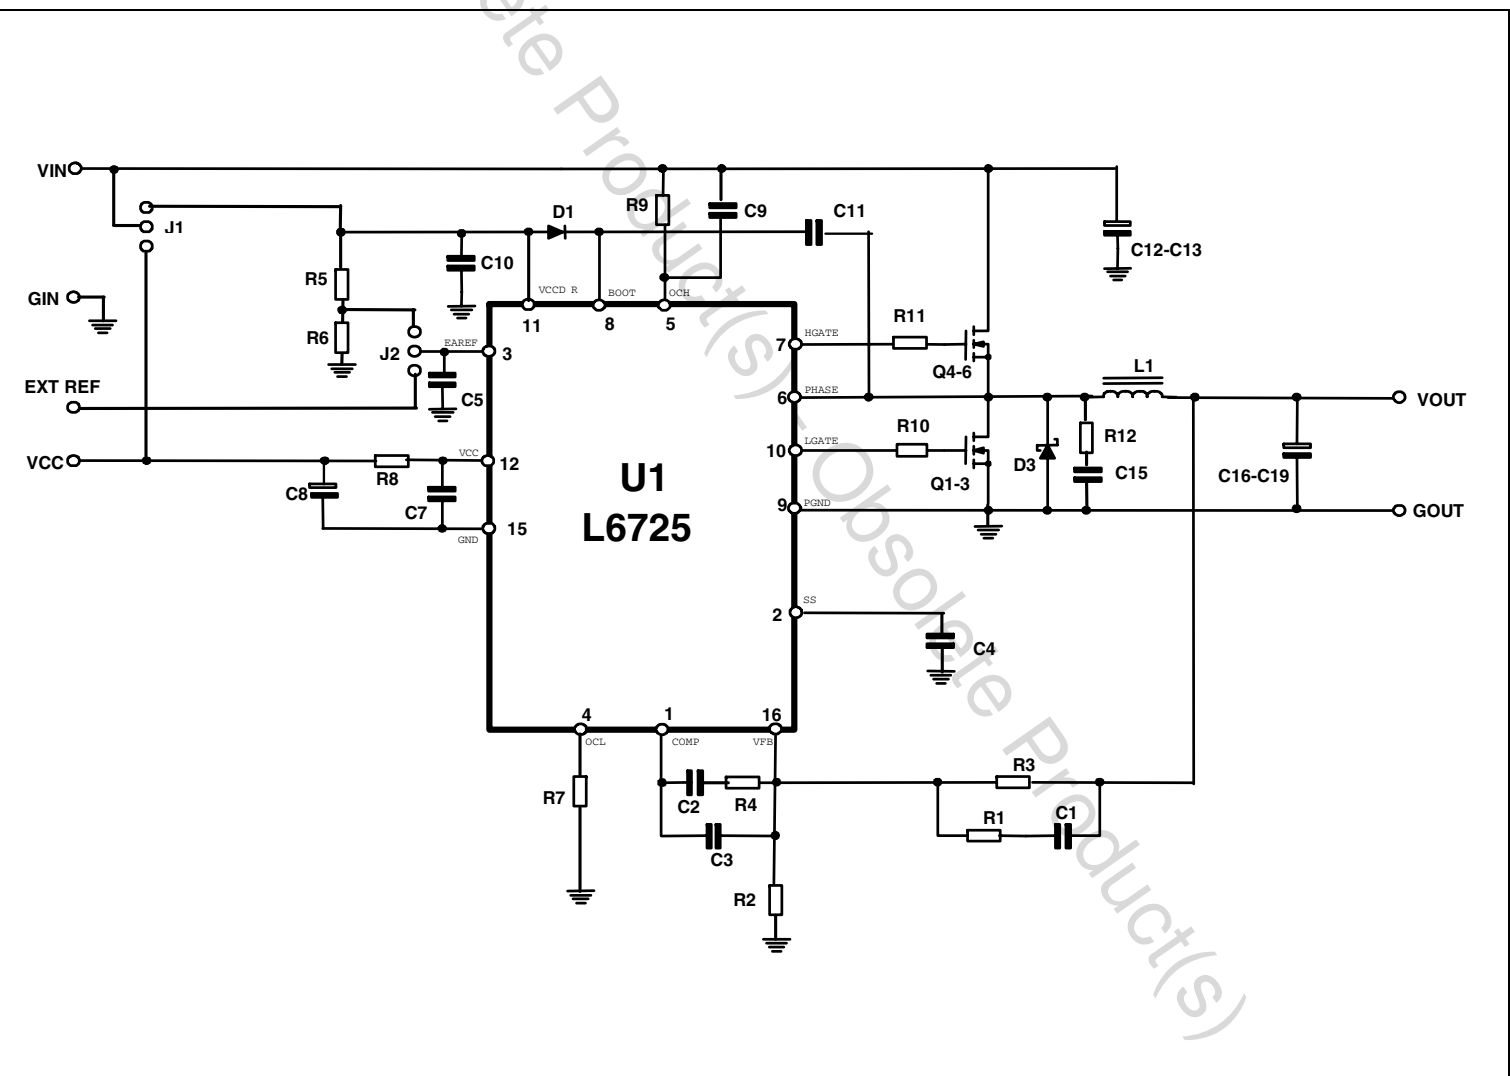 Obsolete Product(s) - Obsolete Product(s)
VIN
J1
R9
C9
D1
C11
C12-C13
C10
R5
GIN
VCCD R
BOOT
OCH
11
8
5
R6
J2
EAREF
3
7
HGATE
R11
Q4-6
L1
EXT REF
C5
6
PHASE
VOUT
R10
10
LGATE
Q1-3
D3
R12
C15
C16-C19
VCC
VCC
12
R8
C8
C7
U1
L6725
9
PGND
GOUT
15
GND
2
SS
C4
4
1
16
OCL
COMP
VFB
R7
C2
R4
C3
R3
R1
C1
R2